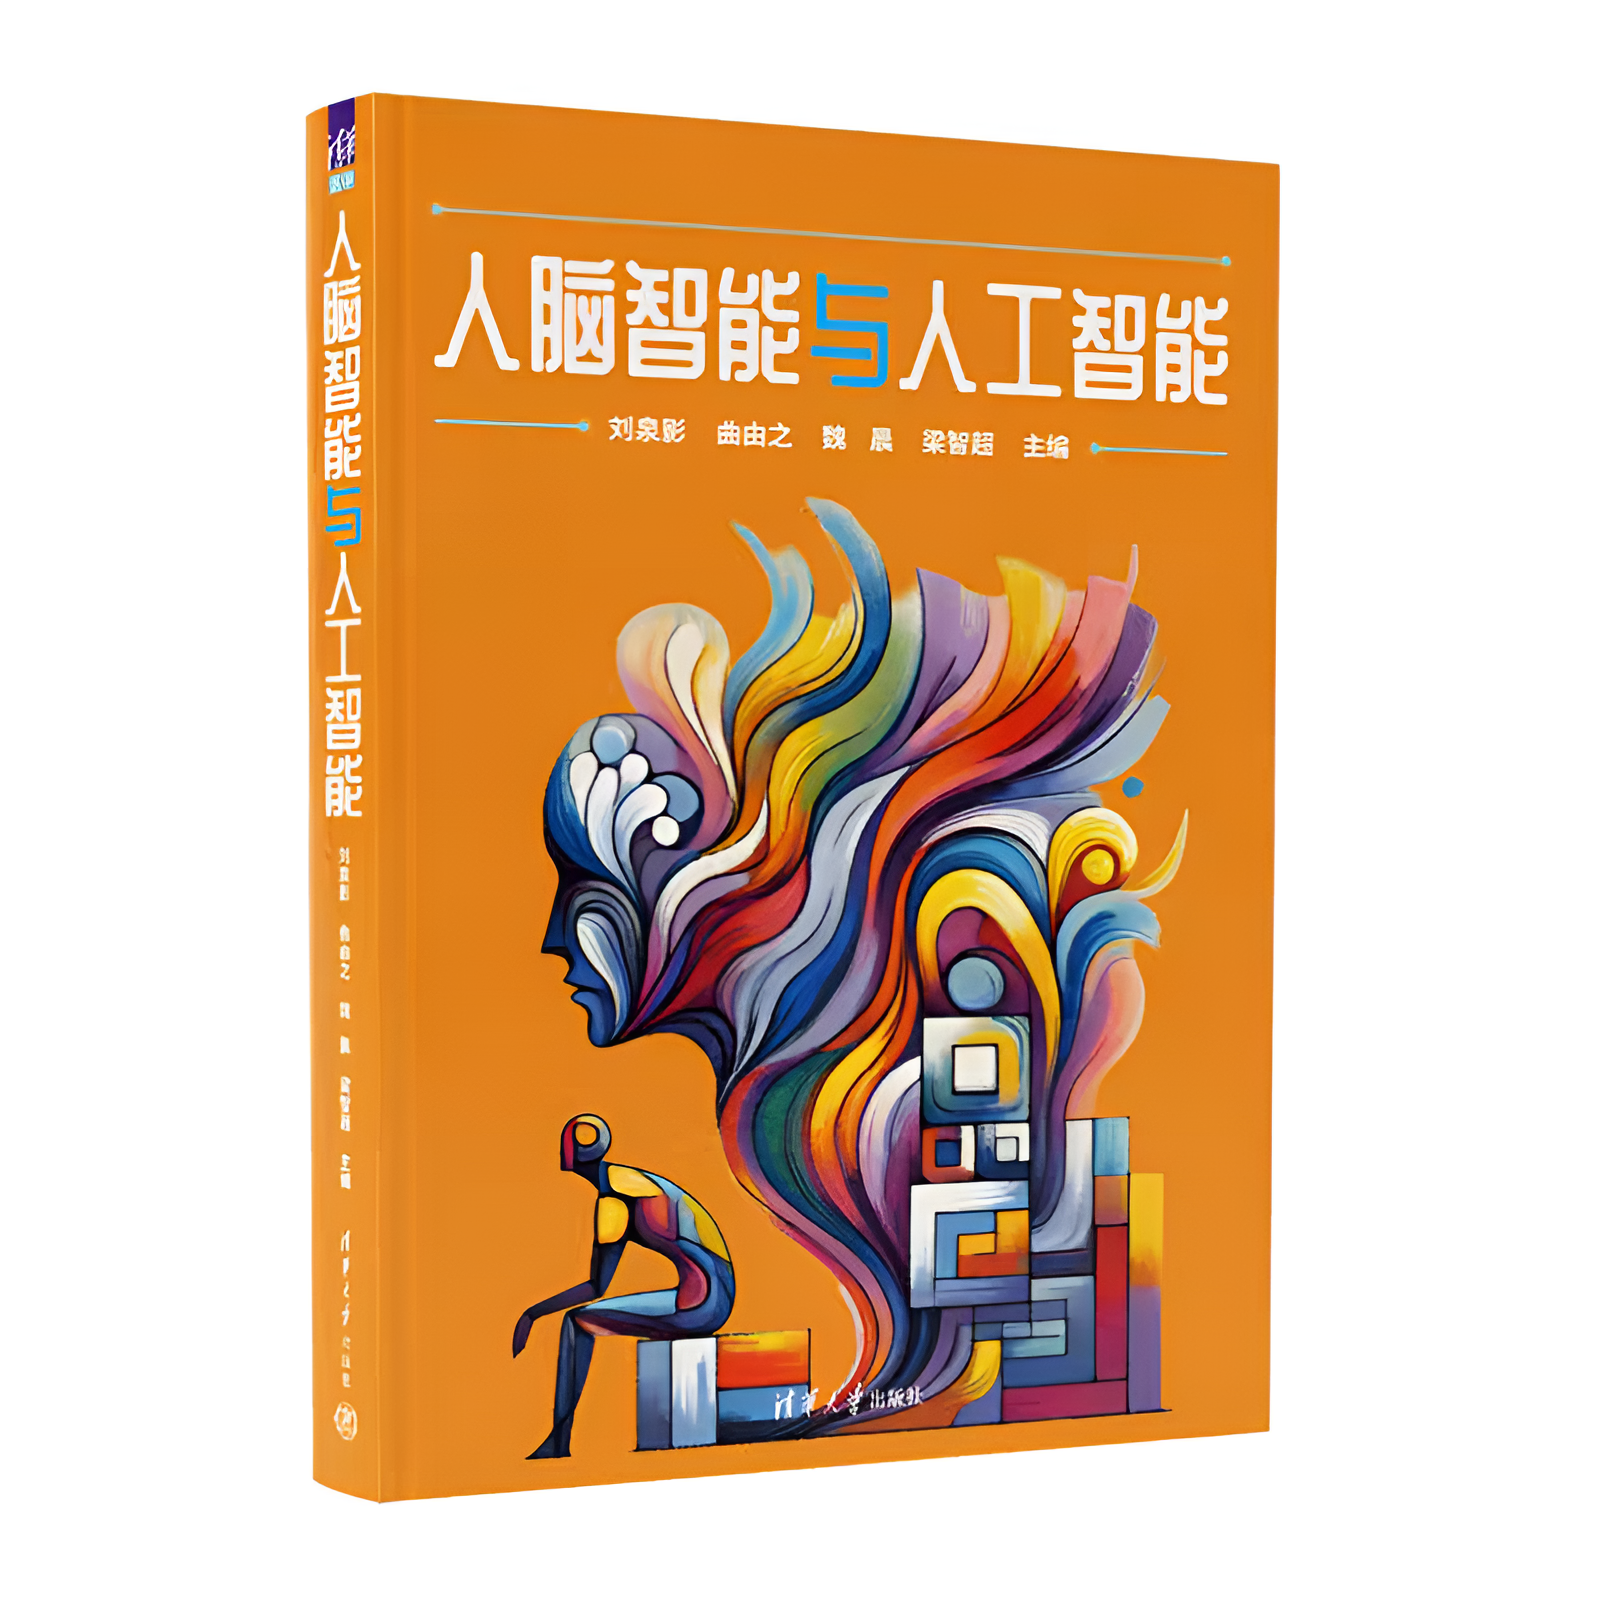 人脑智能与人工智能
刘泉影 曲由之 魏 晨 梁智超 主编
清华大学出版社
人脑智能与人工智能
刘泉影 曲由之 魏 晨 梁智超 主编
清华大学出版社